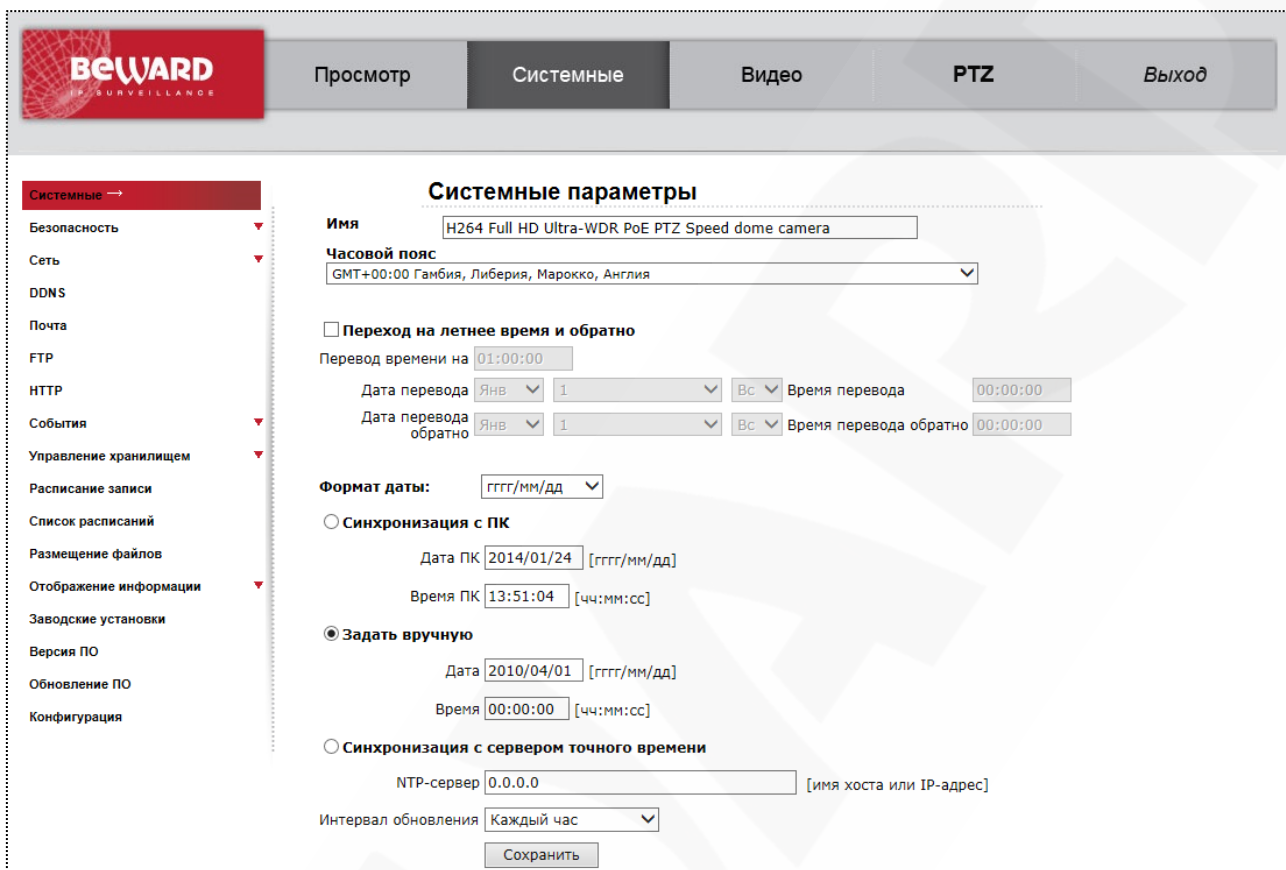 BEWARD
IP SURVEILLANCE
Просмотр Системные Видео PTZ Выход
Системные →
Безопасность
Сеть
DDNS
Почта
FTP
HTTP
События
Управление хранилищем
Расписание записи
Список расписаний
Размещение файлов
Отображение информации
Заводские установки
Версия ПО
Обновление ПО
Конфигурация
Системные параметры
Имя H264 Full HD Ultra-WDR PoE PTZ Speed dome camera
Часовой пояс
GMT+00:00 Гамбия, Либерия, Марокко, Англия
Переход на летнее время и обратно
Перевод времени на 01:00:00
Дата перевода Янв 1 Вс Время перевода 00:00:00
Дата перевода
обратно Янв 1 Вс Время перевода обратно 00:00:00
Формат даты: гггг/мм/дд
Синхронизация с ПК
Дата ПК 2014/01/24 [гггг/мм/дд]
Время ПК 13:51:04 [чч:мм:сс]
Задать вручную
Дата 2010/04/01 [гггг/мм/дд]
Время 00:00:00 [чч:мм:сс]
Синхронизация с сервером точного времени
NTP-сервер 0.0.0.0 [имя хоста или IP-адрес]
Интервал обновления Каждый час
Сохранить